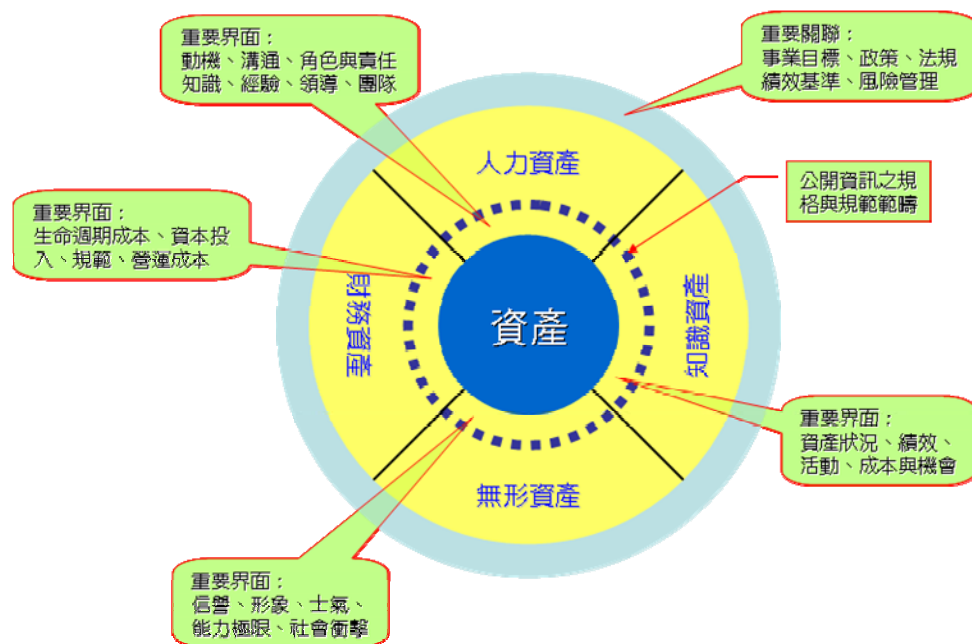 重要界面：
動機、溝通、角色與責任
知識、經驗、領導、團隊
重要關聯：
事業目標、政策、法規
績效基準、風險管理
人力資產
公開資訊之規
格與規範範疇
重要界面：
生命週期成本、資本投
入、規範、營運成本
財務資產
資產
知識資產
重要界面：
資產狀況、績效、
活動、成本與機會
無形資產
重要界面：
信譽、形象、士氣、
能力極限、社會衝擊